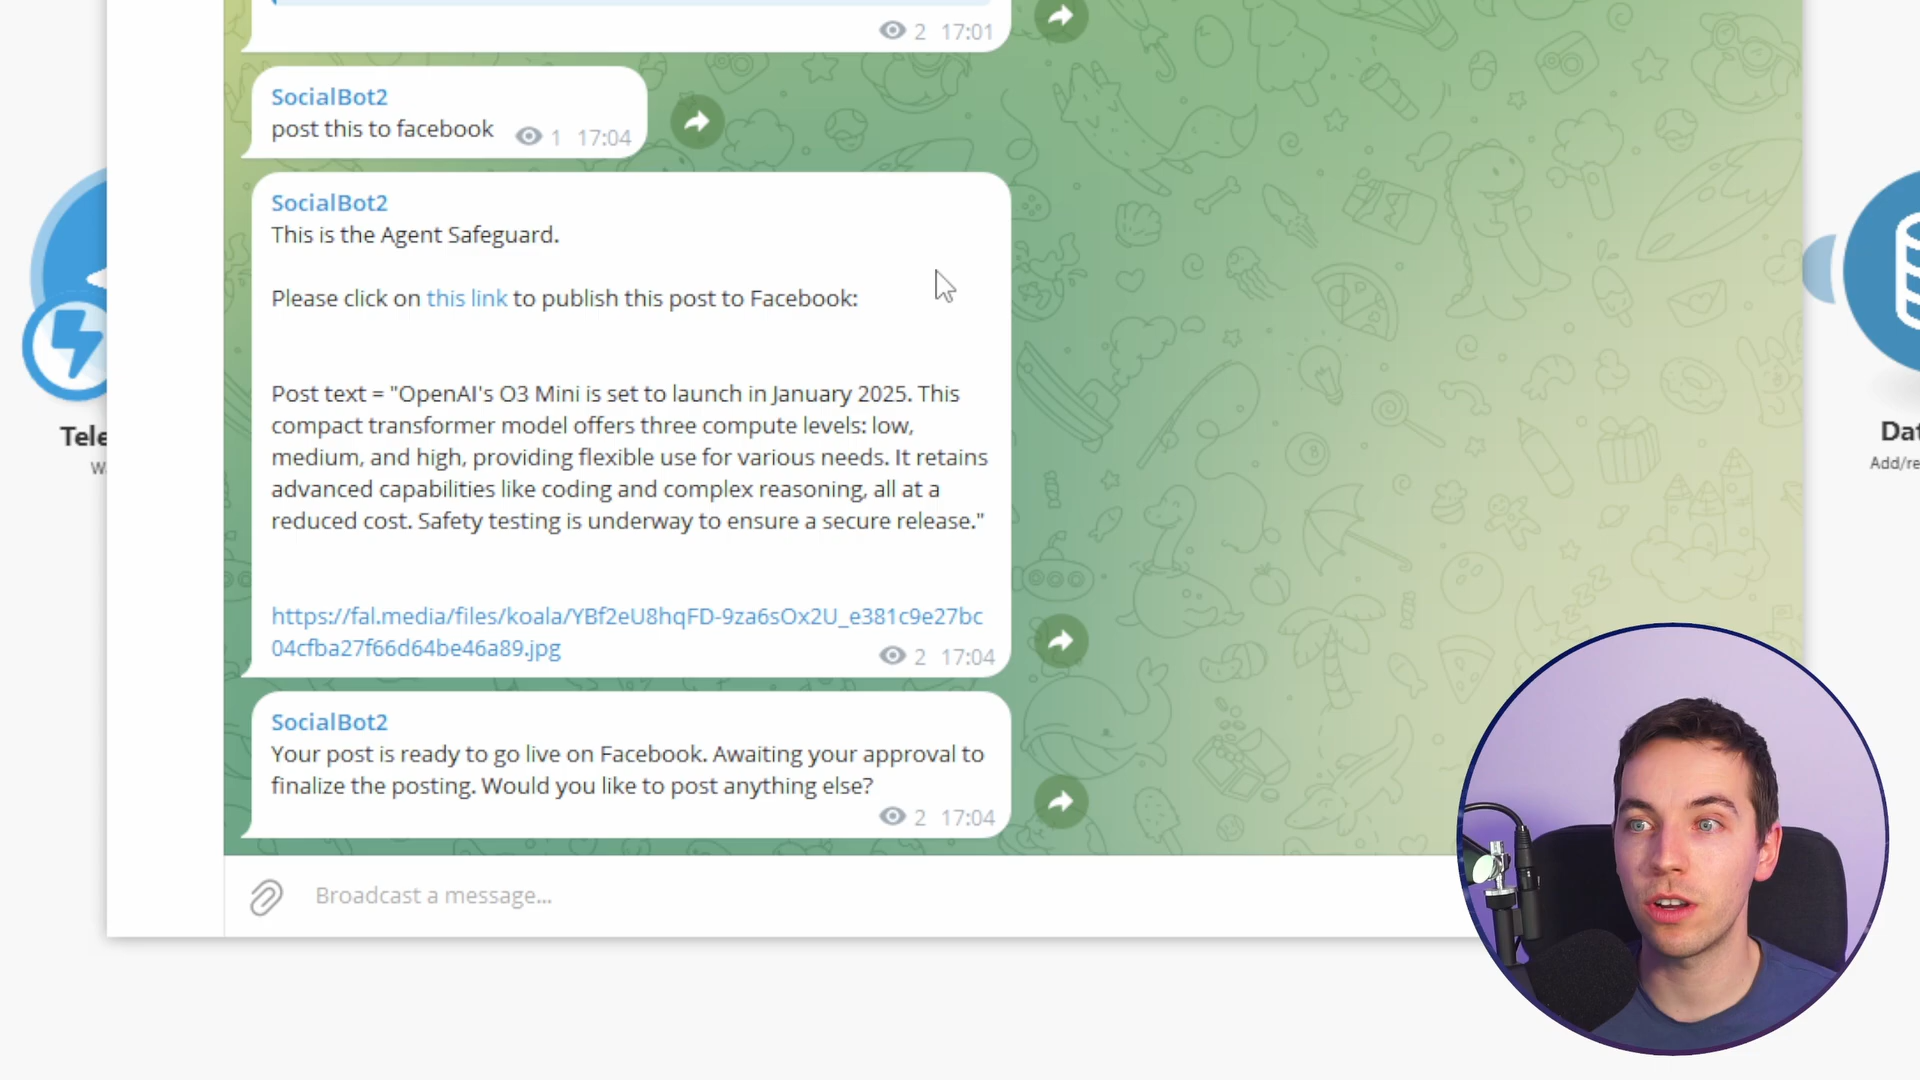 2 17:01
SocialBot2
post this to facebook 1 17:04
SocialBot2
This is the Agent Safeguard.
Please click on this link to publish this post to Facebook:
Post text = "OpenAI's O3 Mini is set to launch in January 2025. This
compact transformer model offers three compute levels: low,
medium, and high, providing flexible use for various needs. It retains
advanced capabilities like coding and complex reasoning, all at a
reduced cost. Safety testing is underway to ensure a secure release."
https://fal.media/files/koala/YBf2eU8hqFD-9za6sOx2U_e381c9e27bc
04cfba27f66d64be46a89.jpg 2 17:04
SocialBot2
Your post is ready to go live on Facebook. Awaiting your approval to
finalize the posting. Would you like to post anything else?
2 17:04
Broadcast a message...
Tele
W
Dat
Add/re